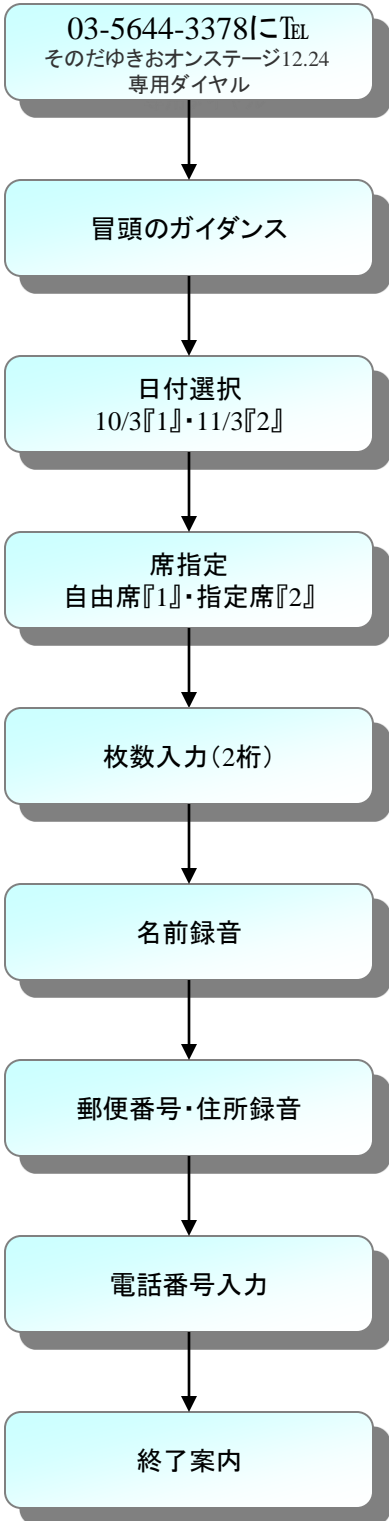 03-5644-3378に℡
そのだゆきおオンステージ12.24
専用ダイヤル
冒頭のガイダンス
日付選択
10/3『1』・11/3『2』
席指定
自由席『1』・指定席『2』
枚数入力(2桁)
名前録音
郵便番号・住所録音
電話番号入力
終了案内